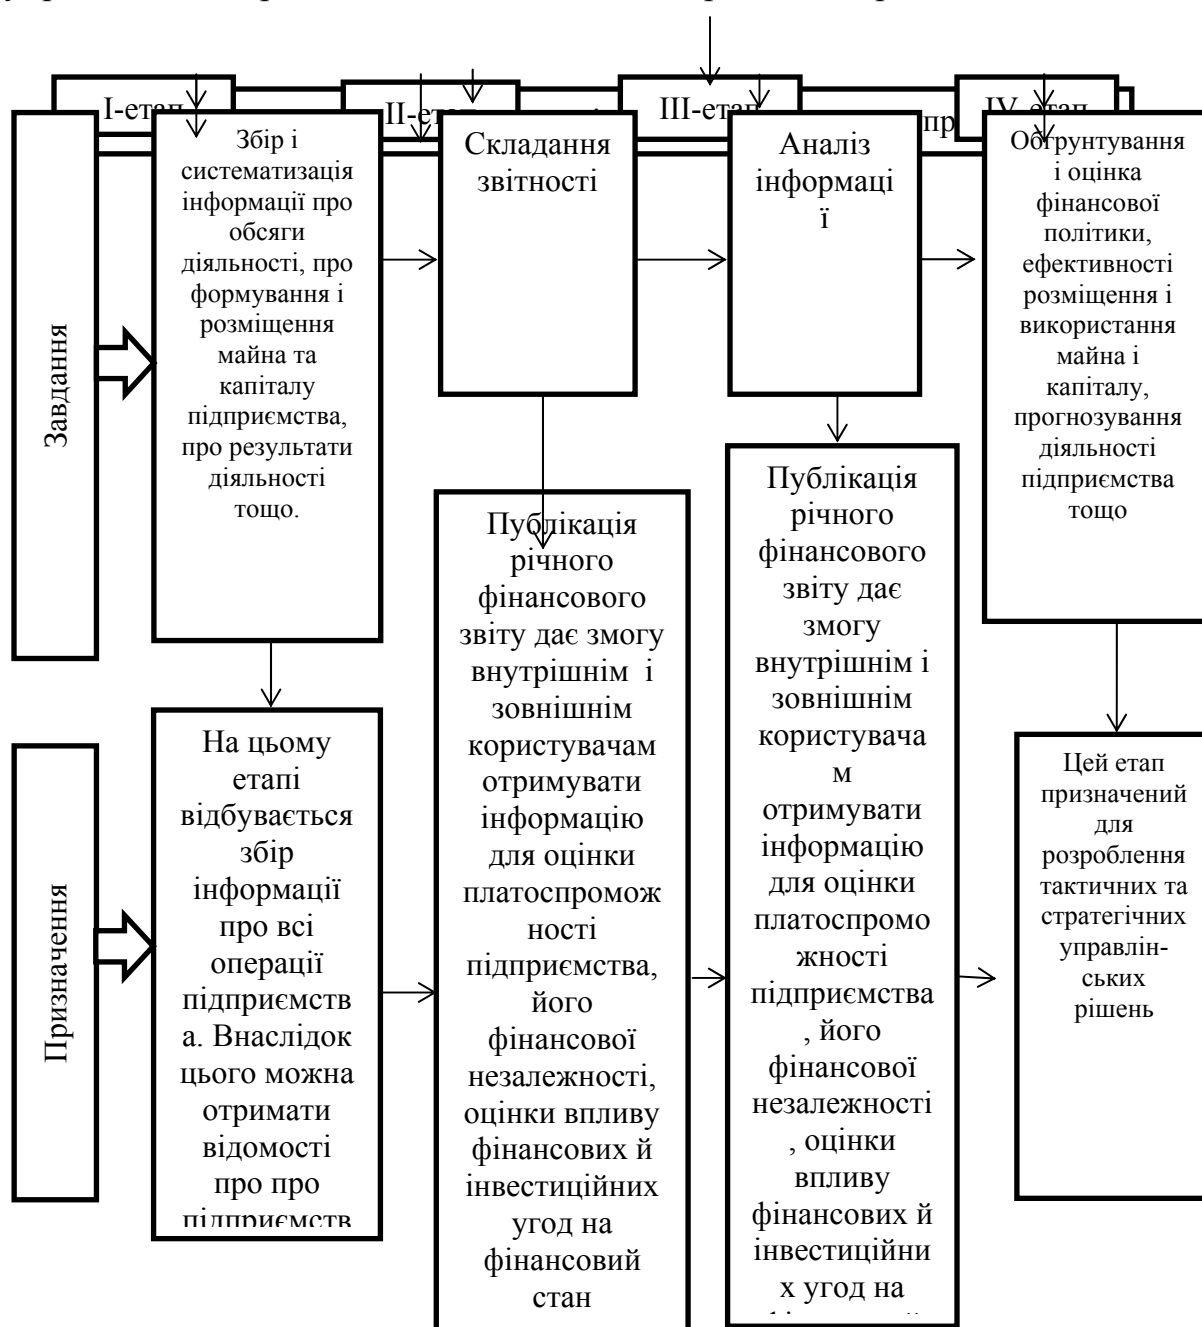 I-етап
II-етап
III-етап
IV-етап
пр
Завдання
Збір і
систематизація
інформації про
обсяги
діяльності, про
формування і
розміщення
майна та
капіталу
підприємства,
про результати
діяльності
тощо.
Складання
звітності
Аналіз
інформаці
ї
Обґрунтування
і оцінка
фінансової
політики,
ефективності
розміщення і
використання
майна і
капіталу,
прогнозування
діяльності
підприємства
тощо
Призначення
На цьому
етапі
відбувається
збір
інформації
про всі
операції
підприємств
а. Внаслідок
цього можна
отримати
відомості
про про
підприємств
Публікація
річного
фінансового
звіту дає змогу
внутрішнім і
зовнішнім
користувачам
отримувати
інформацію
для оцінки
платоспромож
ності
підприємства,
його
фінансової
незалежності,
оцінки впливу
фінансових й
інвестиційних
угод на
фінансовий
стан
Публікація
річного
фінансового
звіту дає
змогу
внутрішнім і
зовнішнім
користувача
м
отримувати
інформацію
для оцінки
платоспромо
жності
підприємства
, його
фінансової
незалежності
, оцінки
впливу
фінансових й
інвестиційни
х угод на
Цей етап
призначений
для
розроблення
тактичних та
стратегічних
управлін-
ських
рішень